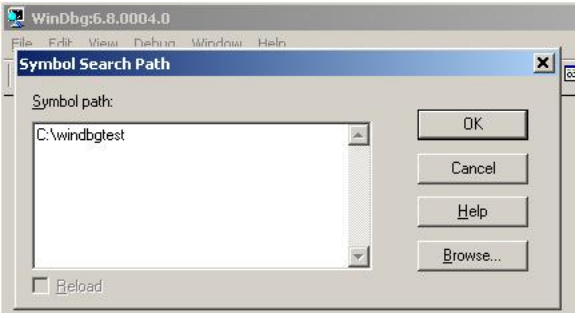 WinDbg:6.8.0004.0
File Edit View Debug Window Help
Symbol Search Path
Symbol path:
C:\windbgtest
OK
Cancel
Help
Browse...
Reload